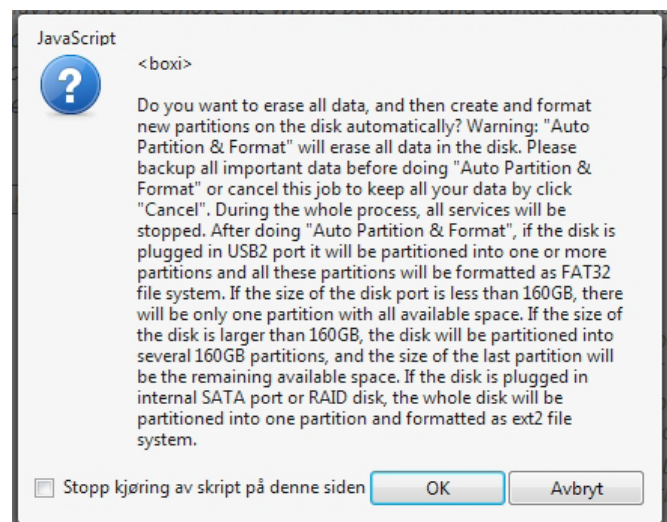 JavaScript
<boxi>
Do you want to erase all data, and then create and format
new partitions on the disk automatically? Warning: "Auto
Partition & Format" will erase all data in the disk. Please
backup all important data before doing "Auto Partition &
Format" or cancel this job to keep all your data by click
"Cancel". During the whole process, all services will be
stopped. After doing "Auto Partition & Format", if the disk is
plugged in USB2 port it will be partitioned into one or more
partitions and all these partitions will be formatted as FAT32
file system. If the size of the disk port is less than 160GB, there
will be only one partition with all available space. If the size of
the disk is larger than 160GB, the disk will be partitioned into
several 160GB partitions, and the size of the last partition will
be the remaining available space. If the disk is plugged in
internal SATA port or RAID disk, the whole disk will be
partitioned into one partition and formatted as ext2 file
system.
Stopp kjøring av skript på denne siden
OK
Avbryt